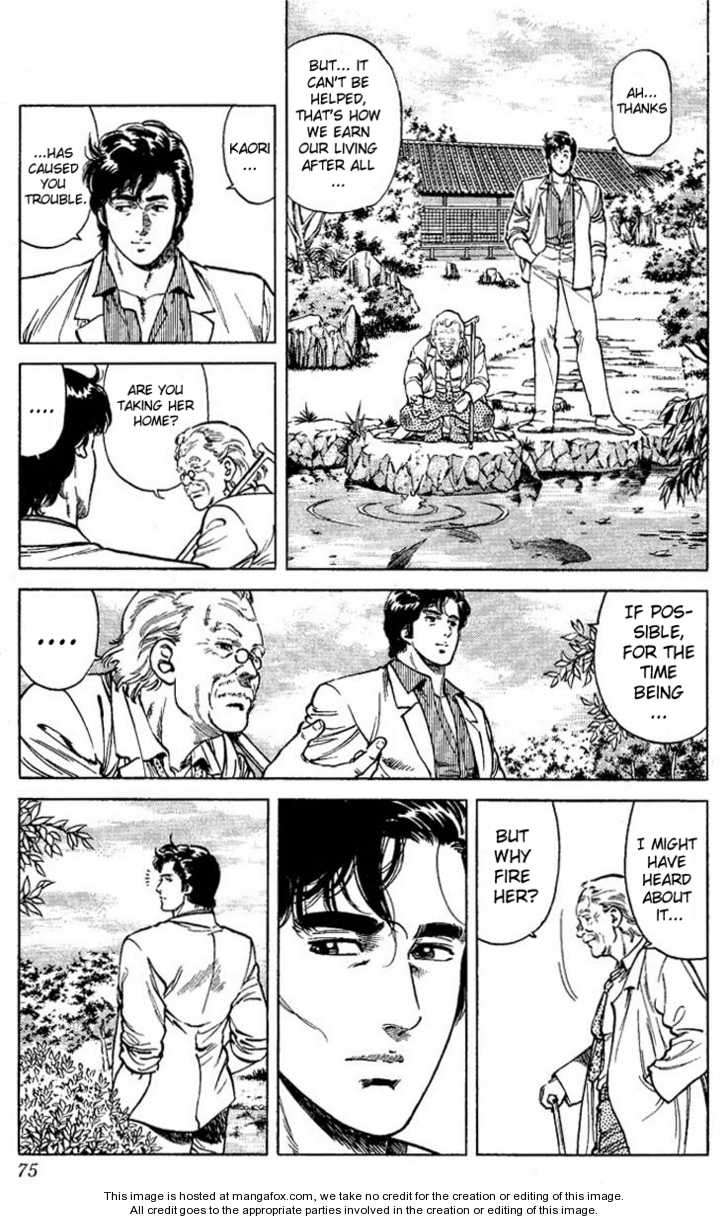 AH...
THANKS
BUT... IT
CAN'T BE
HELPED,
THAT'S HOW
WE EARN
OUR LIVING
AFTER ALL
...
KAORI
...
...HAS
CAUSED
YOU
TROUBLE.
ARE YOU
TAKING HER
HOME?
....
IF POS-
SIBLE,
FOR THE
TIME
BEING
...
....
I MIGHT
HAVE
HEARD
ABOUT
IT...
BUT
WHY
FIRE
HER?
75
This image is hosted at mangafox.com, we take no credit for the creation or editing of this image.
All credit goes to the appropriate parties involved in the creation or editing of this image.